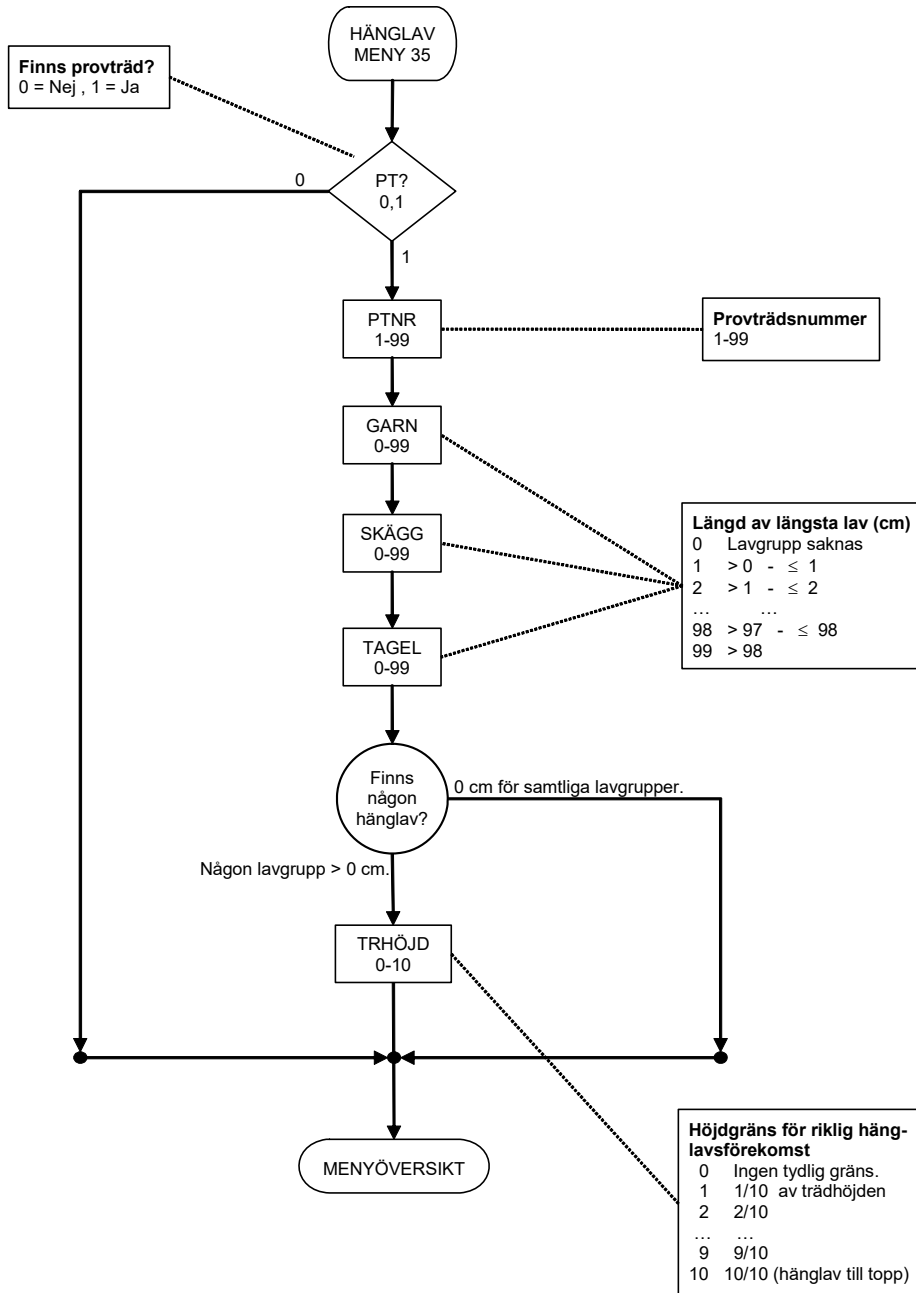 HÄNGLAV
MENY 35
Finns provträd?
0 = Nej , 1 = Ja
PT?
0,1
0
1
PTNR
1-99
Provträdsnummer
1-99
GARN
0-99
SKÄGG
0-99
TAGEL
0-99
Längd av längsta lav (cm)
0 Lavgrupp saknas
1 > 0 - ≤ 1
2 > 1 - ≤ 2
... ...
98 > 97 - ≤ 98
99 > 98
Finns
någon
hänglav?
0 cm för samtliga lavgrupper.
Någon lavgrupp > 0 cm.
TRHÖJD
0-10
MENYÖVERSIKT
Höjdgräns för riklig häng-
lavsförekomst
0 Ingen tydlig gräns.
1 1/10 av trädhöjden
2 2/10
... ...
9 9/10
10 10/10 (hänglav till topp)